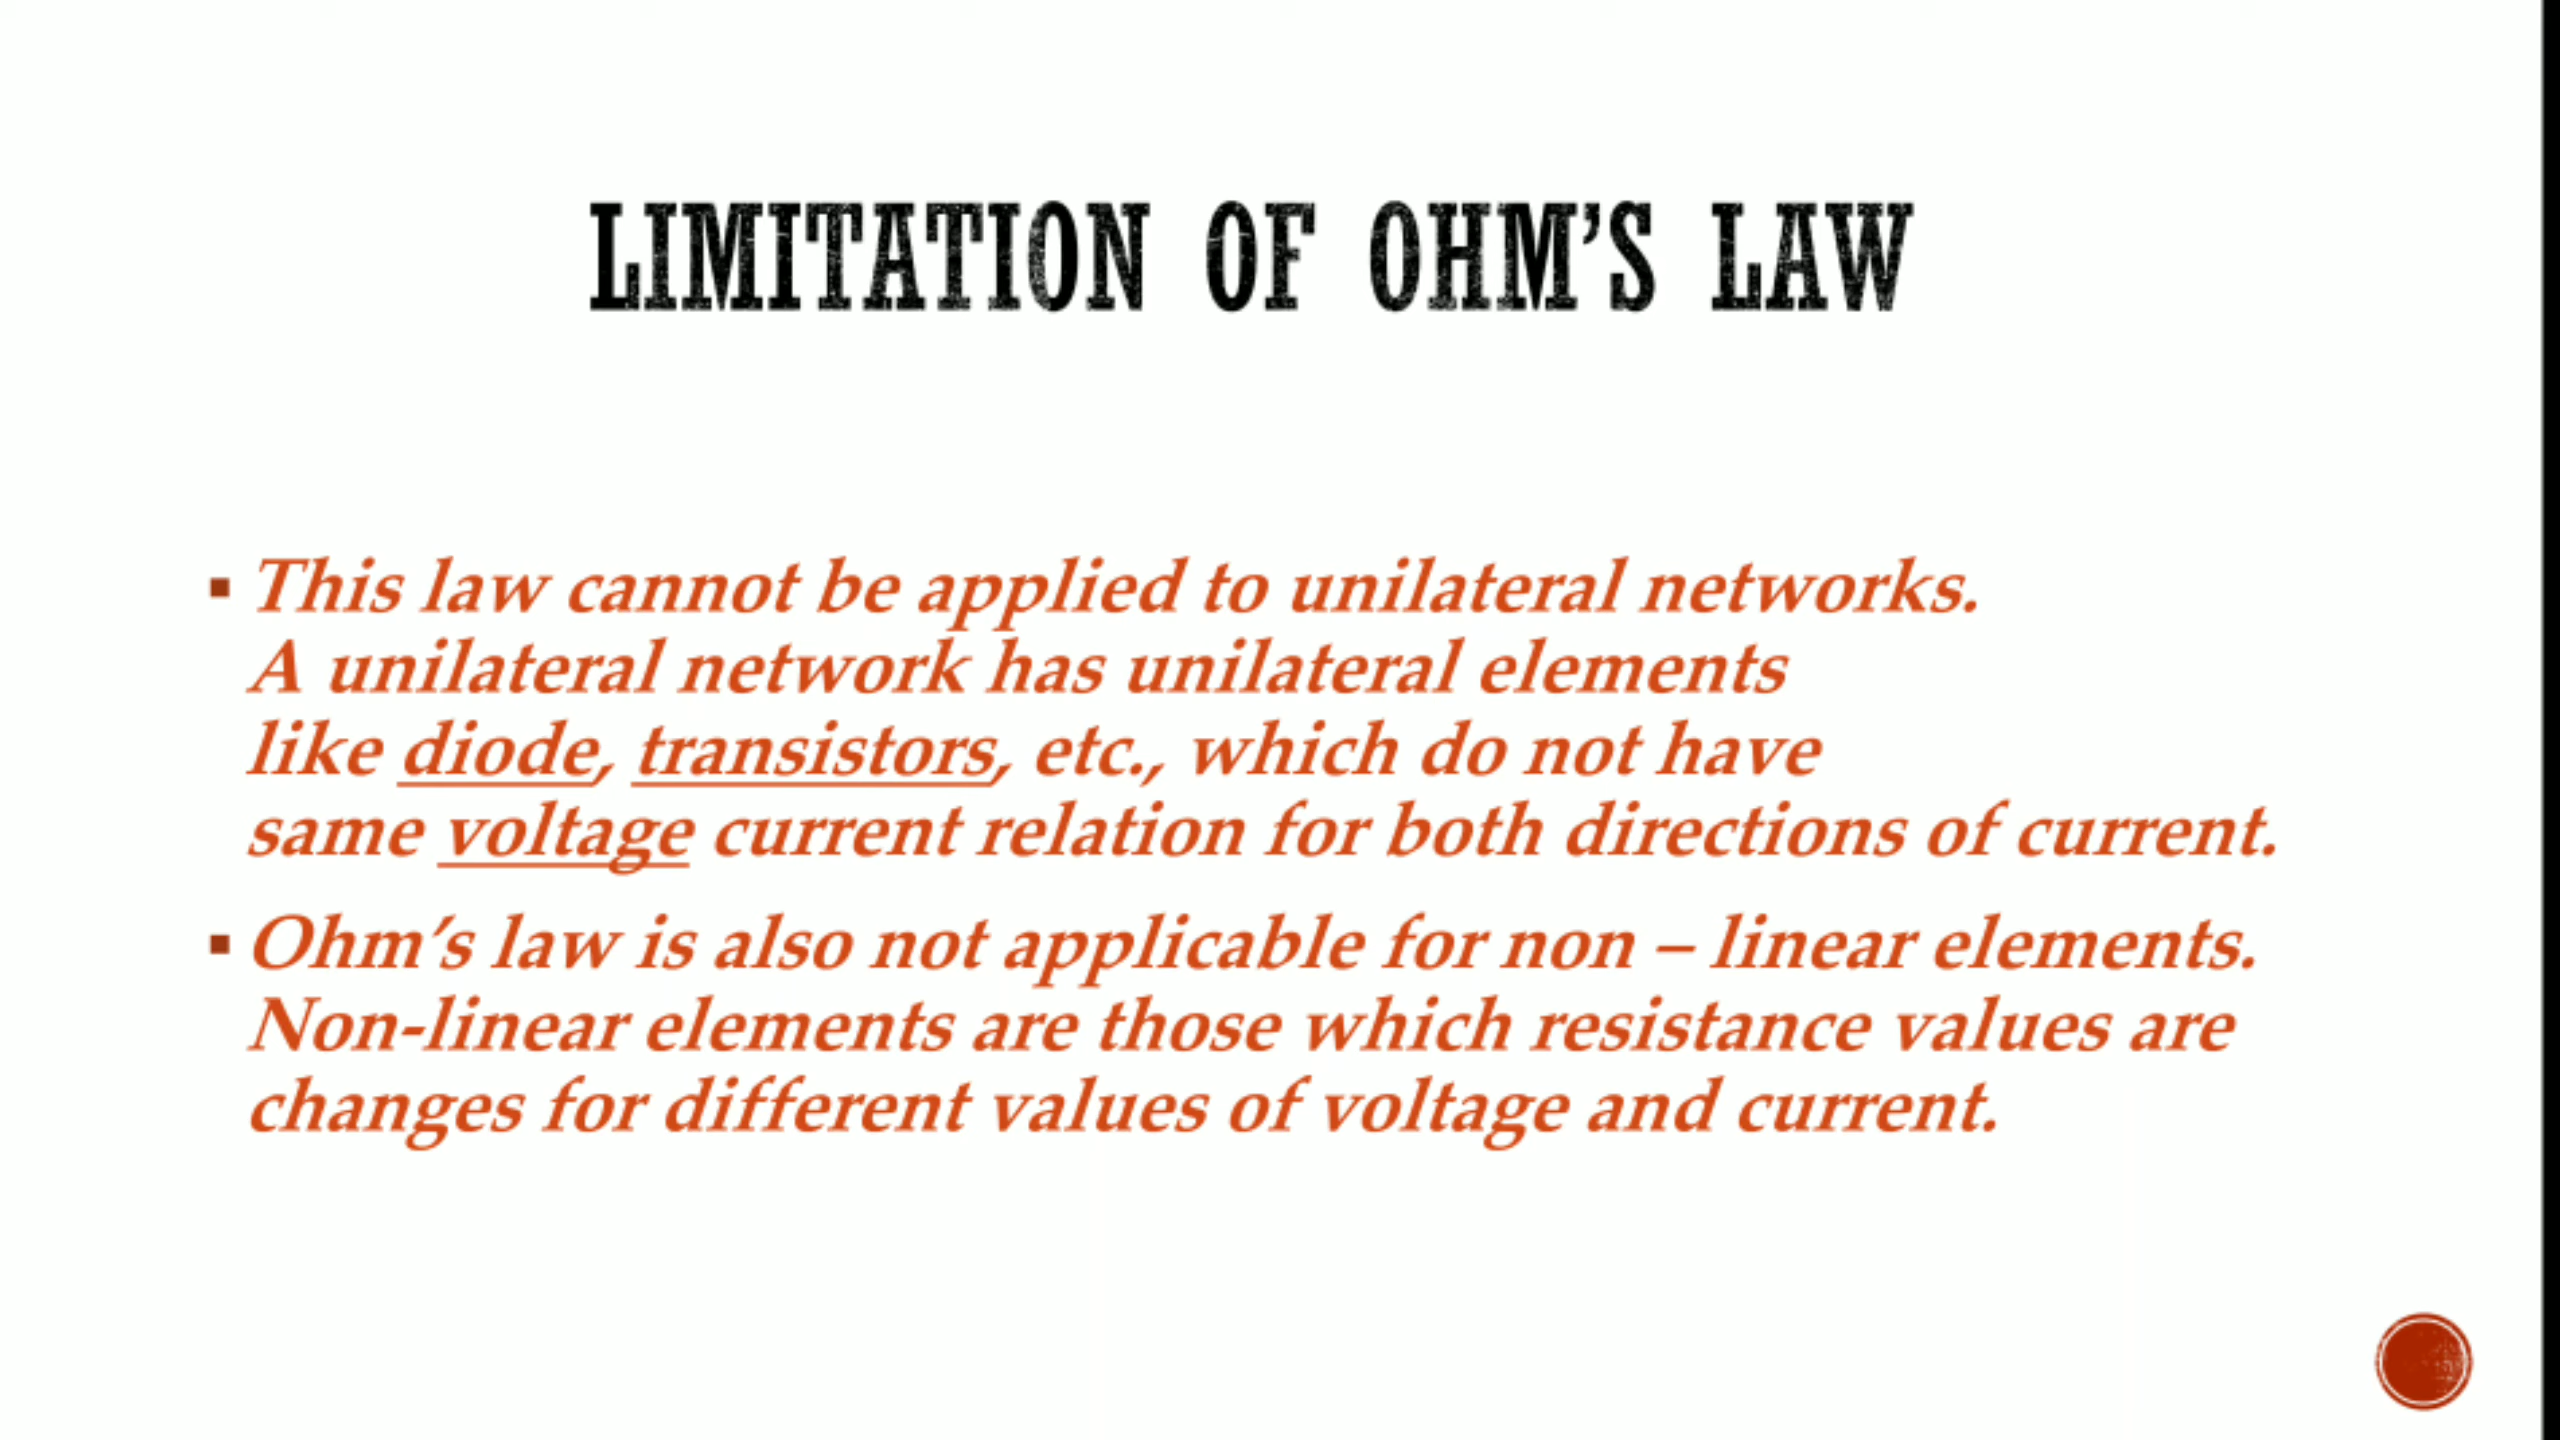 LIMITATION OF OHM'S LAW
▪ This law cannot be applied to unilateral networks.
A unilateral network has unilateral elements
like diode, transistors, etc., which do not have
same voltage current relation for both directions of current.
▪ Ohm's law is also not applicable for non – linear elements.
Non-linear elements are those which resistance values are
changes for different values of voltage and current.